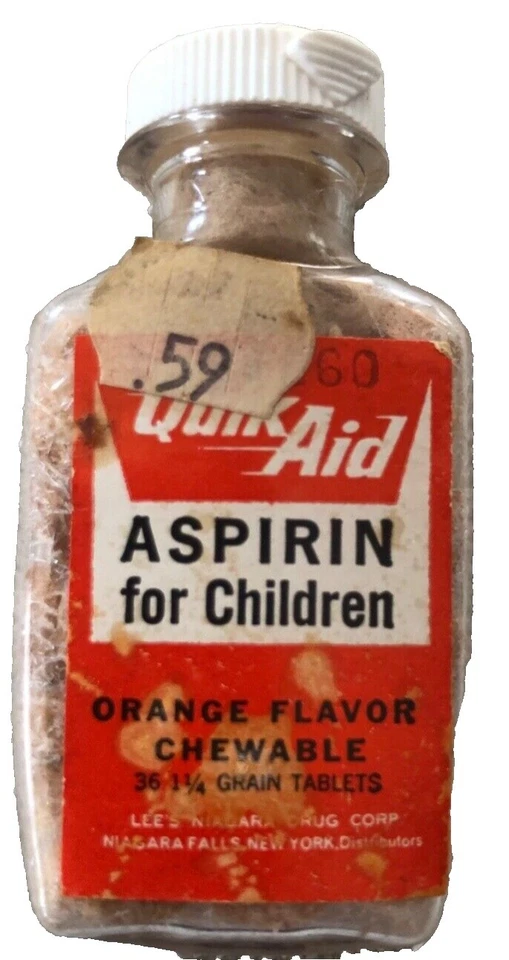 .59
60
Quik Aid
ASPIRIN
for Children
ORANGE FLAVOR
CHEWABLE
36 1¼ GRAIN TABLETS
LEE'S NIAGARA DRUG CORP
NIAGARA FALLS, NEW YORK, Distributors